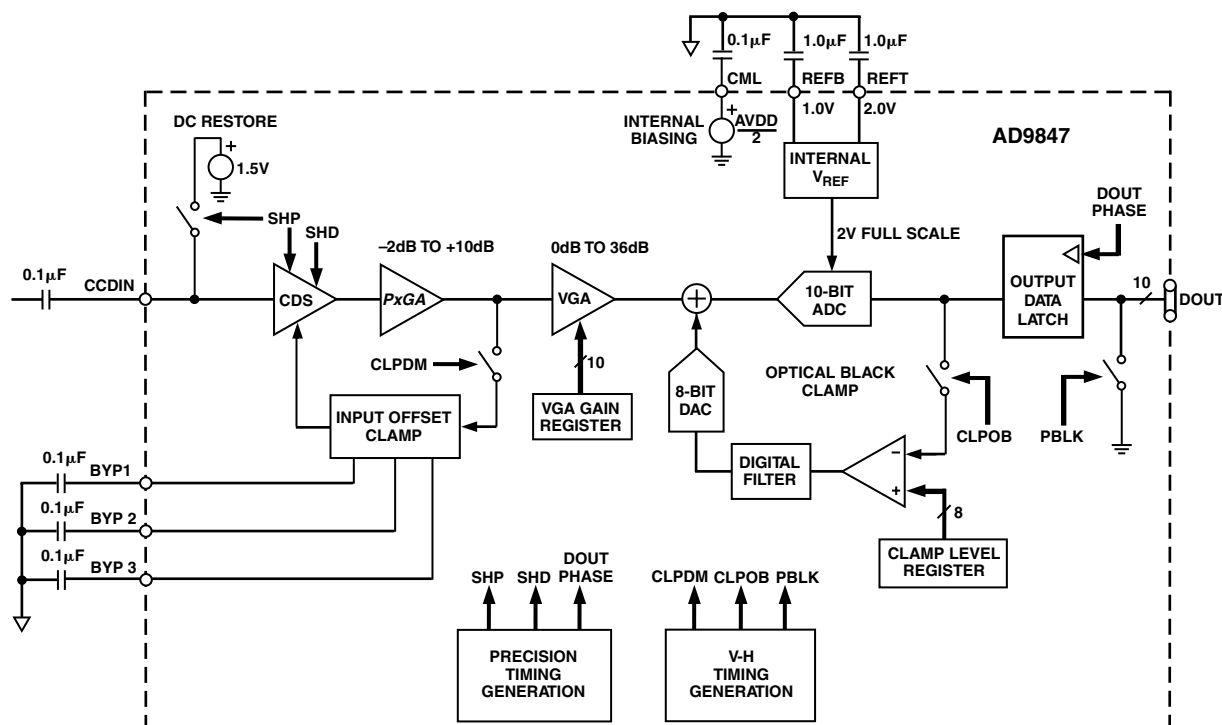 0.1µF
1.0µF
1.0µF
CML
REFB
REFT
DC RESTORE
+
1.5V
INTERNAL
BIASING
+
AVDD
2
1.0V
2.0V
AD9847
INTERNAL
VREF
SHP
SHD
–2dB TO +10dB
0dB TO 36dB
2V FULL SCALE
DOUT
PHASE
0.1µF
CCDIN
CDS
PxGA
VGA
+
10-BIT
ADC
OUTPUT
DATA
LATCH
10
DOUT
CLPDM
10
8-BIT
DAC
OPTICAL BLACK
CLAMP
CLPOB
PBLK
INPUT OFFSET
CLAMP
VGA GAIN
REGISTER
DIGITAL
FILTER
–
+
8
CLAMP LEVEL
REGISTER
0.1µF
BYP1
0.1µF
BYP 2
0.1µF
BYP 3
SHP
SHD
DOUT
PHASE
CLPDM
CLPOB
PBLK
PRECISION
TIMING
GENERATION
V-H
TIMING
GENERATION